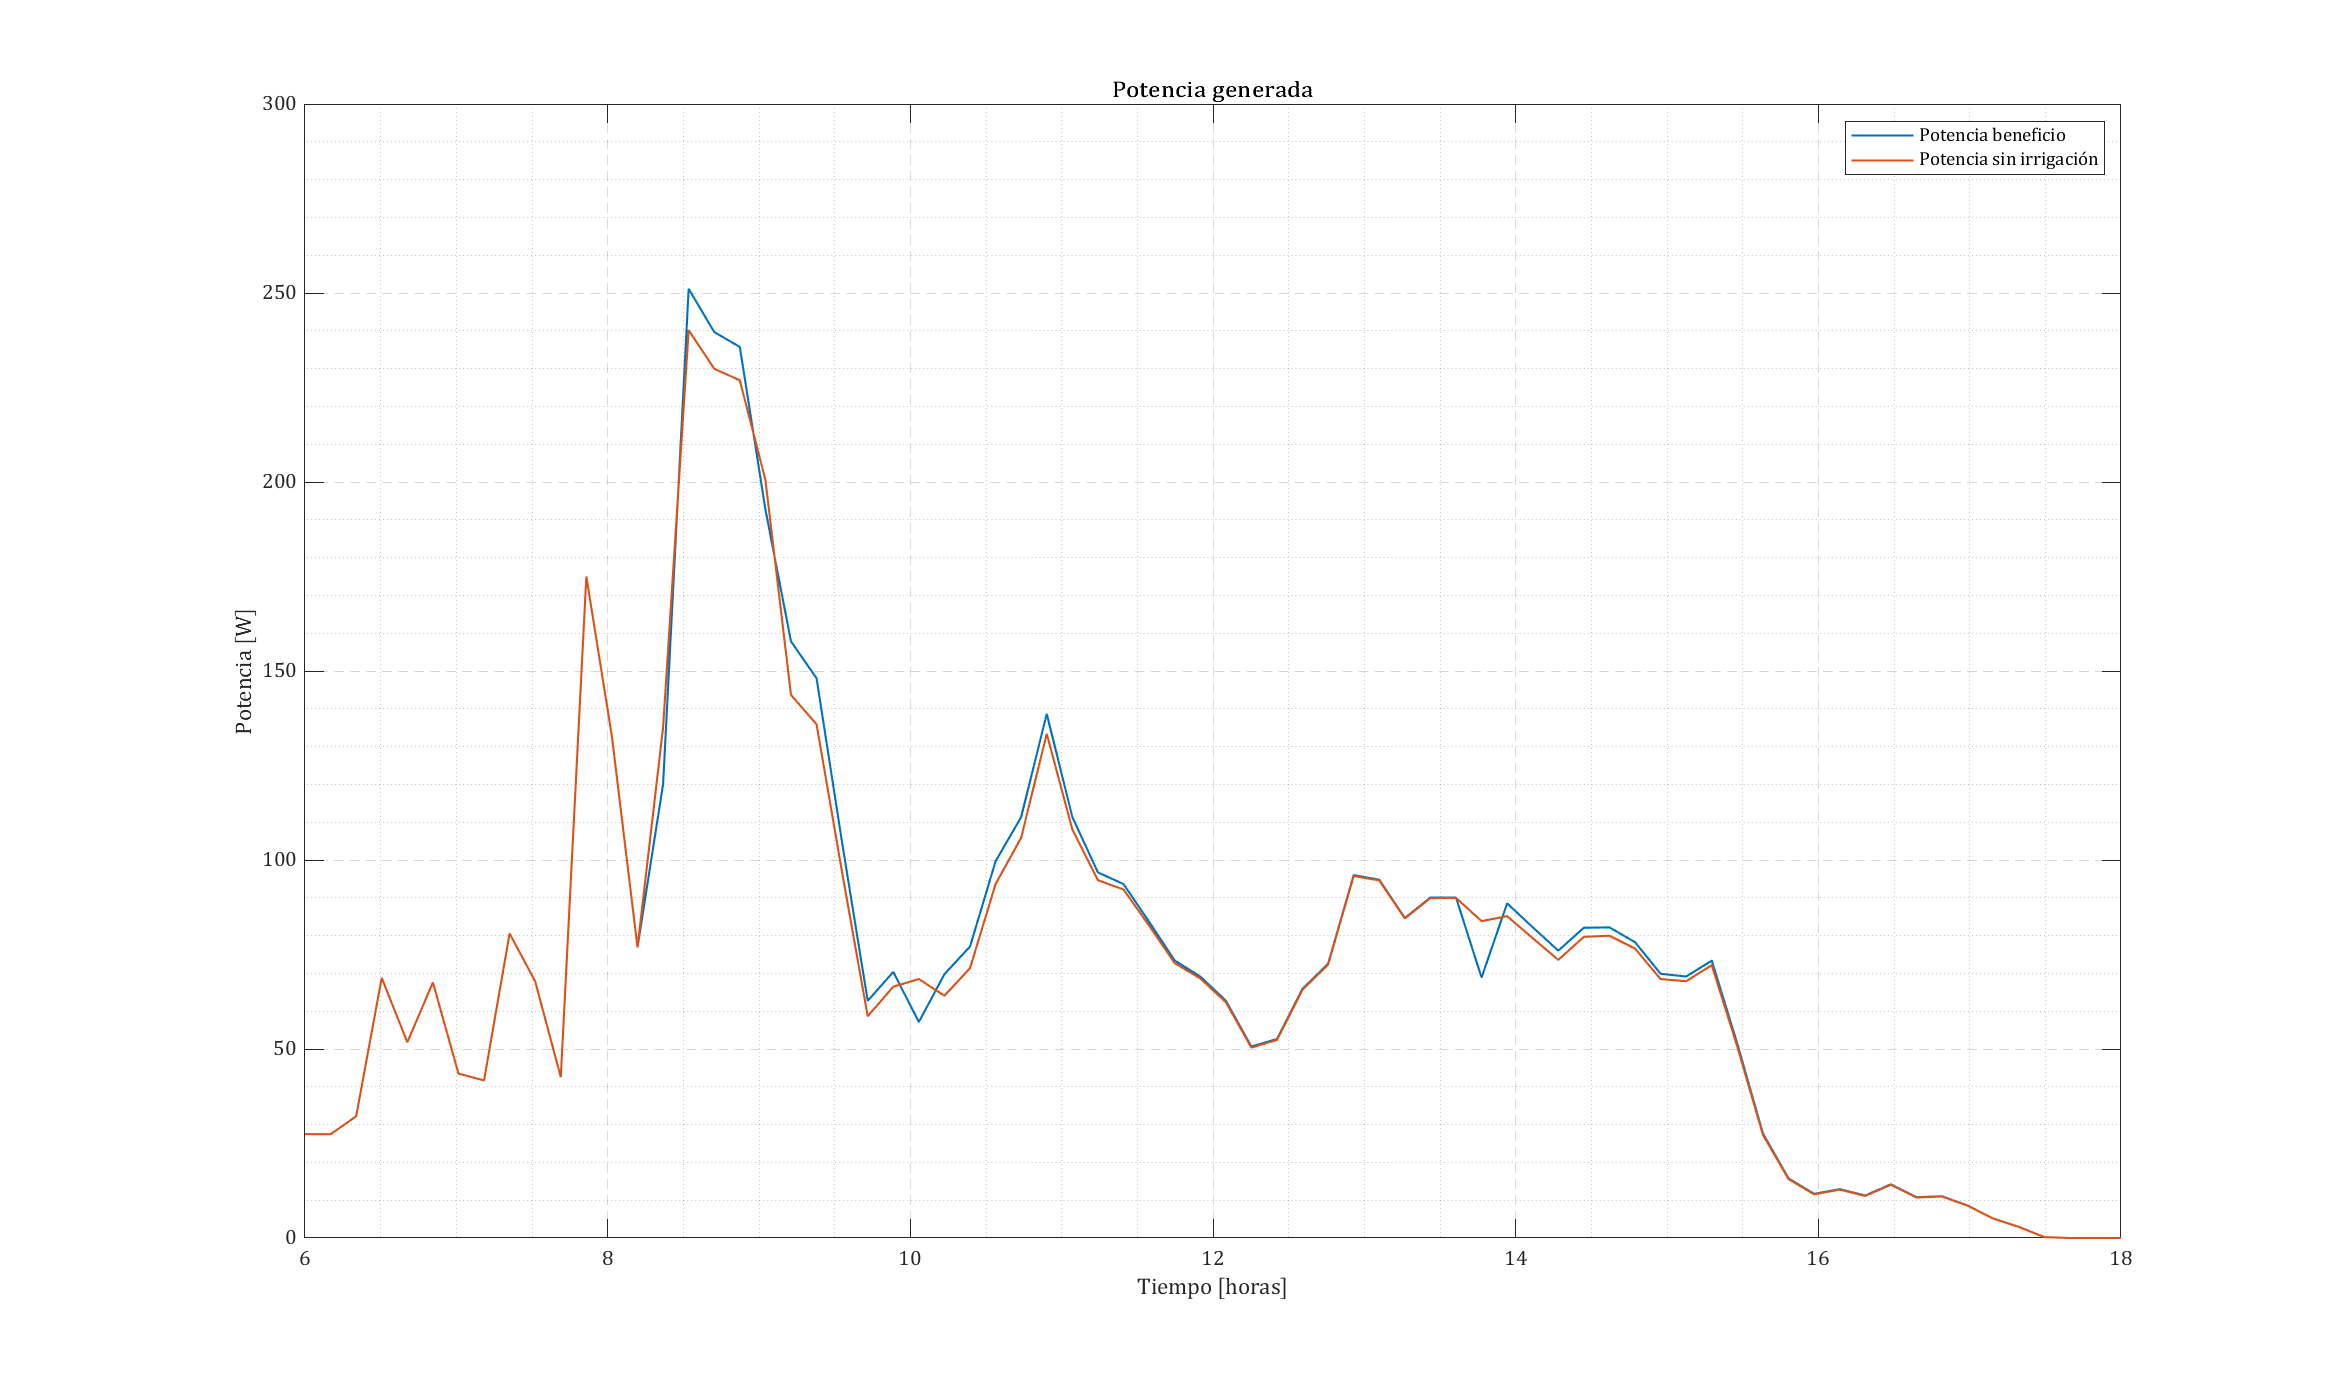 Potencia generada
300
250
200
150
100
50
0
Potencia [W]
Potencia beneficio
Potencia sin irrigación
6 8 10 12 14 16 18
Tiempo [horas]